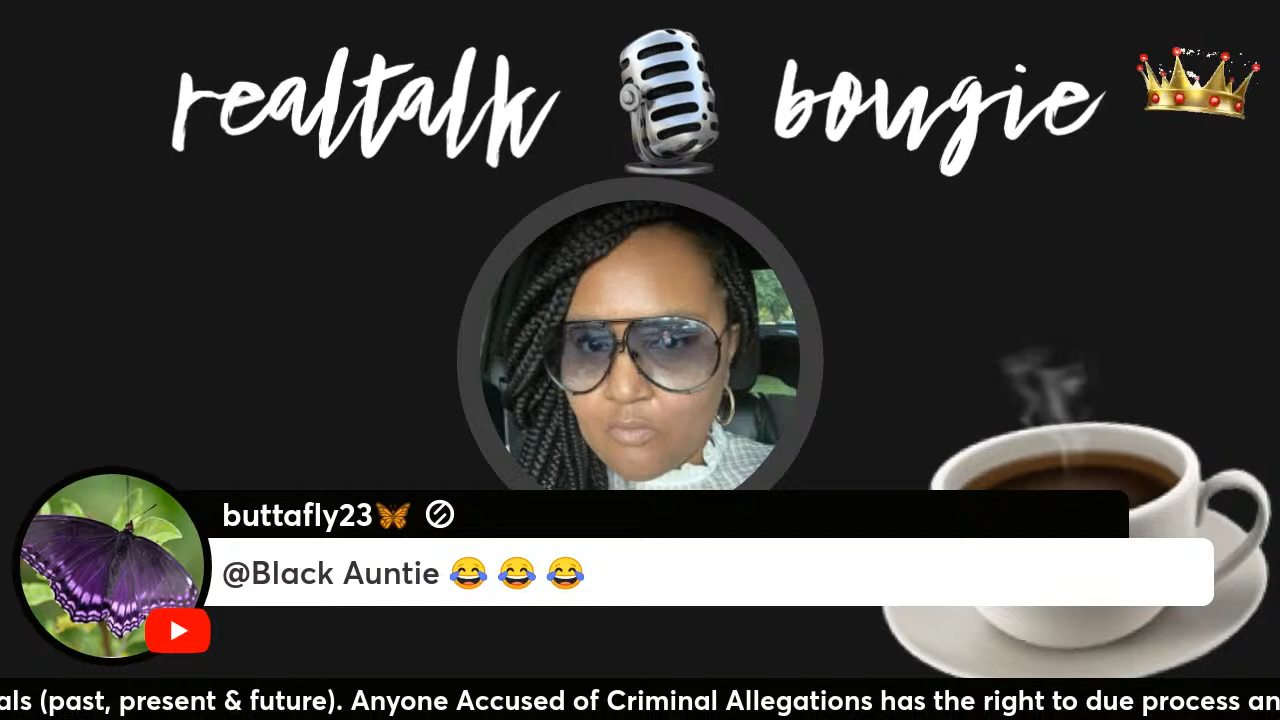 realtalk bougie
buttafly23🦋
@Black Auntie 😂 😂 😂
als (past, present & future). Anyone Accused of Criminal Allegations has the right to due process an